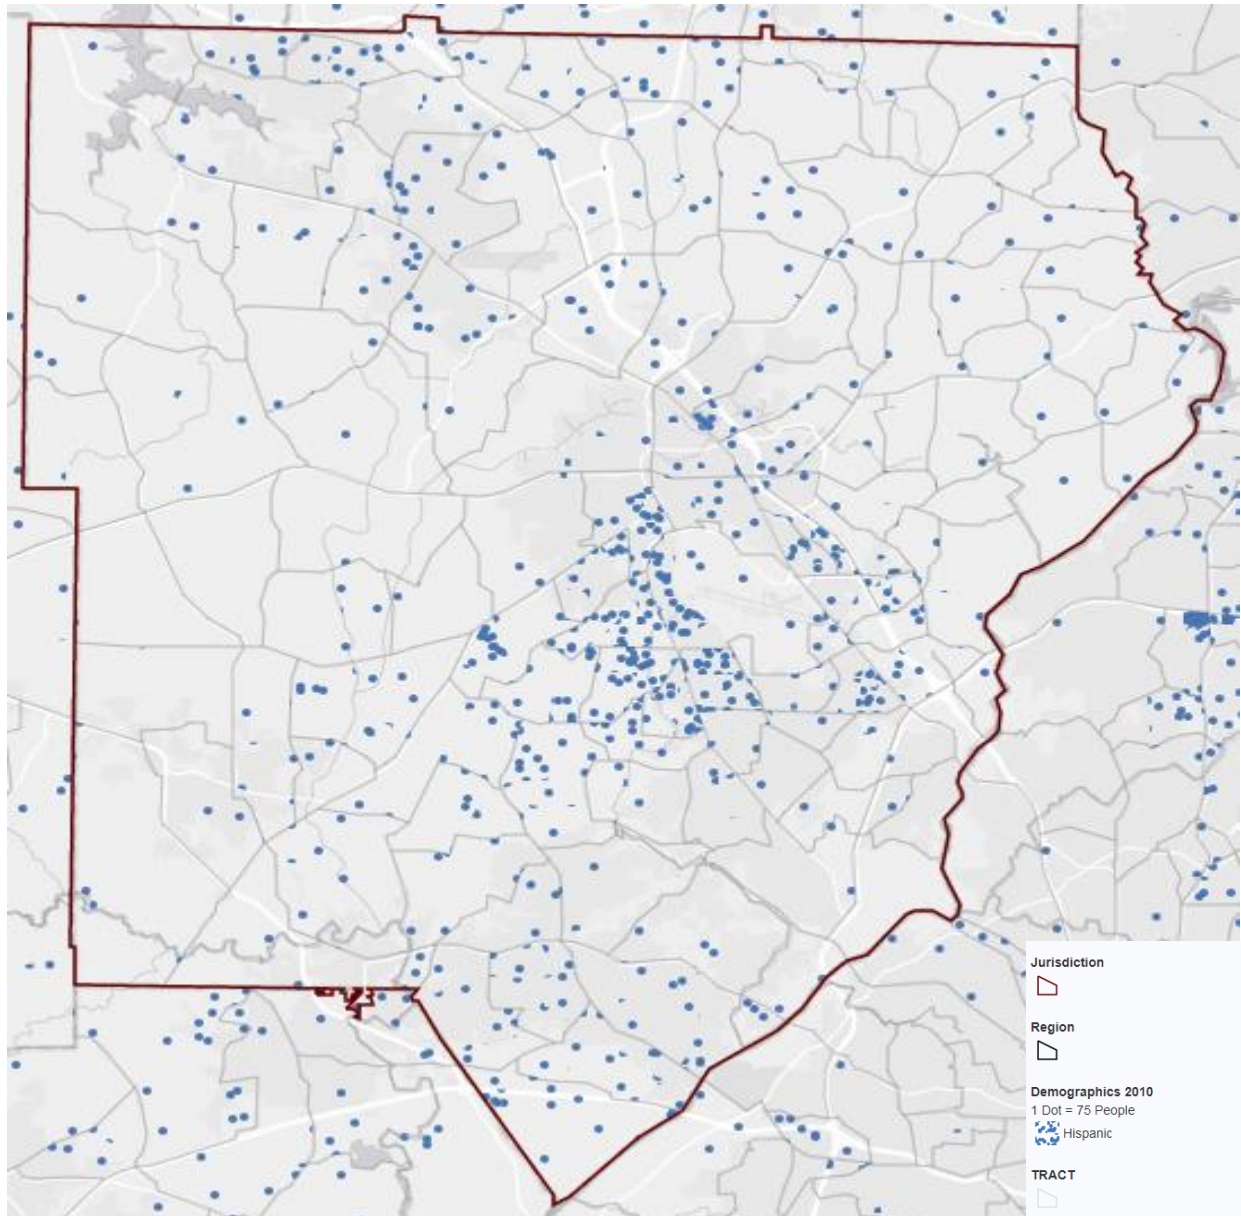 Jurisdiction
Region
Demographics 2010
1 Dot = 75 People
Hispanic
TRACT